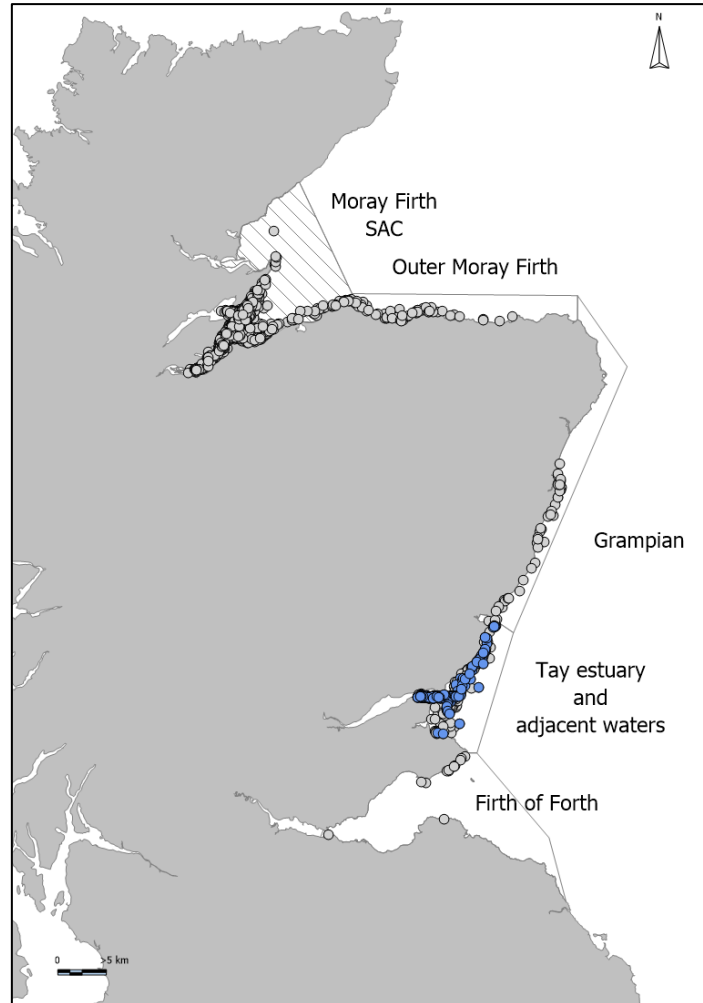 N
Moray Firth
SAC
Outer Moray Firth
Grampian
Tay estuary
and
adjacent waters
Firth of Forth
0 >5 km